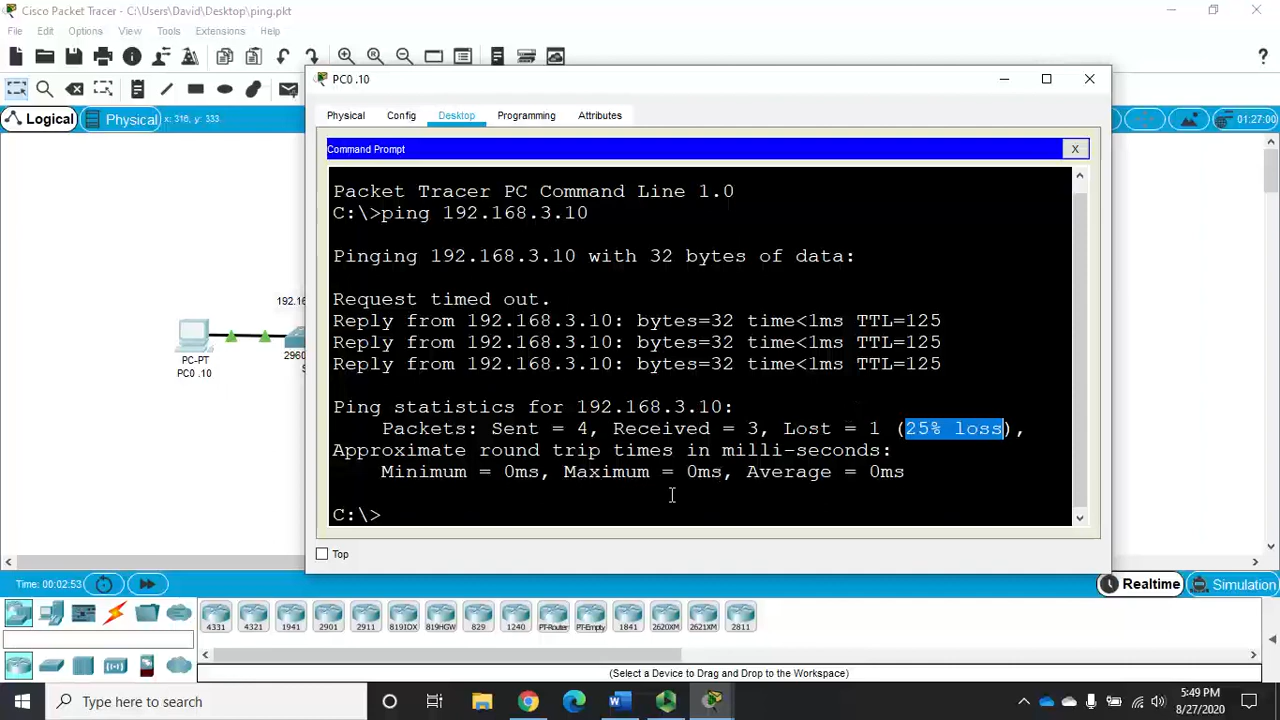 Cisco Packet Tracer - C:\Users\David\Desktop\ping.pkt
File Edit Options View Tools Extensions Help
PC0 .10
Physical Config Desktop Programming Attributes
Logical Physical x: 316, y: 333. 01:27:00
Command Prompt X
Packet Tracer PC Command Line 1.0
C:\>ping 192.168.3.10
Pinging 192.168.3.10 with 32 bytes of data:
Request timed out.
Reply from 192.168.3.10: bytes=32 time<1ms TTL=125
Reply from 192.168.3.10: bytes=32 time<1ms TTL=125
Reply from 192.168.3.10: bytes=32 time<1ms TTL=125
Ping statistics for 192.168.3.10:
Packets: Sent = 4, Received = 3, Lost = 1 (25% loss),
Approximate round trip times in milli-seconds:
Minimum = 0ms, Maximum = 0ms, Average = 0ms
C:\>
192.16
PC-PT
PC0 .10
2960
S
Top
Time: 00:02:53 Realtime Simulation
4331 4321 1941 2901 2911 819IOX 819HGW 829 1240 PT-Router PT-Empty 1841 2620XM 2621XM 2811
(Select a Device to Drag and Drop to the Workspace)
Type here to search
5:49 PM
8/27/2020